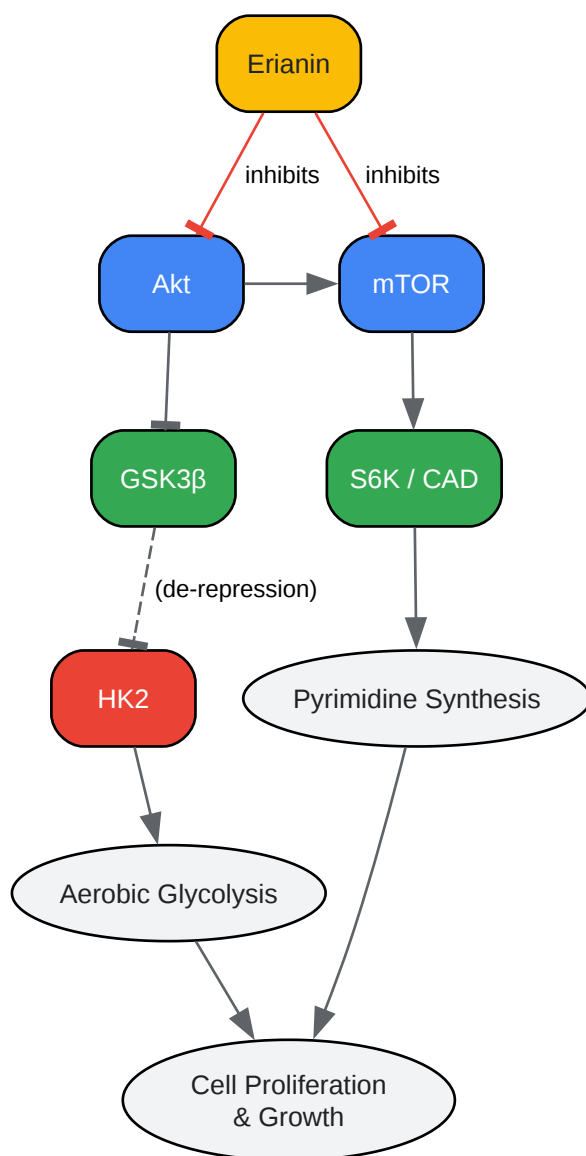 Erianin
inhibits
inhibits
Akt
mTOR
GSK3β
S6K / CAD
(de-repression)
HK2
Pyrimidine Synthesis
Aerobic Glycolysis
Cell Proliferation
& Growth